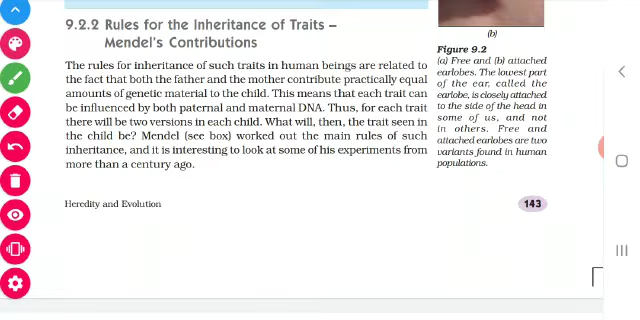 9.2.2 Rules for the Inheritance of Traits –
Mendel's Contributions
The rules for inheritance of such traits in human beings are related to
the fact that both the father and the mother contribute practically equal
amounts of genetic material to the child. This means that each trait can
be influenced by both paternal and maternal DNA. Thus, for each trait
there will be two versions in each child. What will, then, the trait seen in
the child be? Mendel (see box) worked out the main rules of such
inheritance, and it is interesting to look at some of his experiments from
more than a century ago.
(b)
Figure 9.2
(a) Free and (b) attached
earlobes. The lowest part
of the ear, called the
earlobe, is closely attached
to the side of the head in
some of us, and not
in others. Free and
attached earlobes are two
variants found in human
populations.
Heredity and Evolution
143